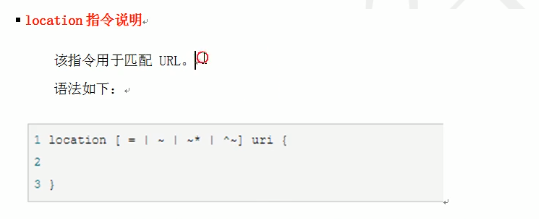 location 指令说明
该指令用于匹配 URL。
语法如下：
1 location [ = | ~ | ~* | ^~] uri {
2
3 }